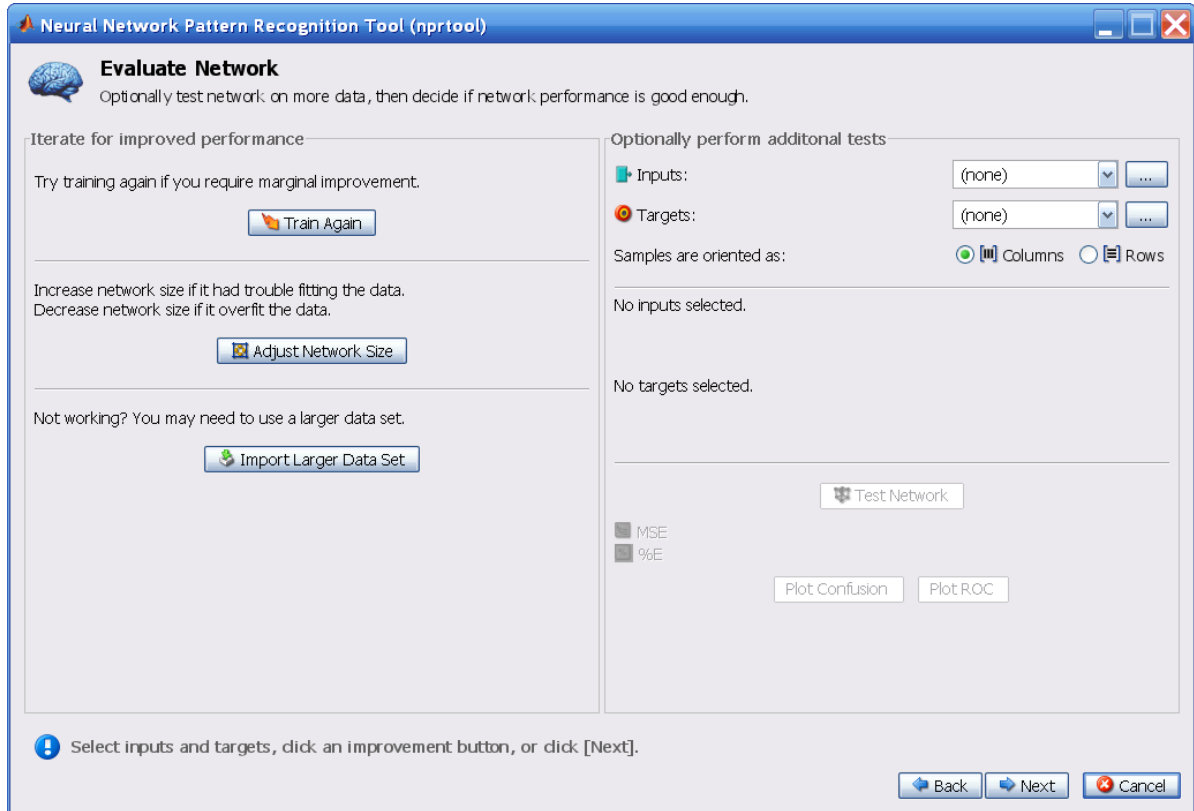 Neural Network Pattern Recognition Tool (nprtool)
Evaluate Network
Optionally test network on more data, then decide if network performance is good enough.
Iterate for improved performance
Try training again if you require marginal improvement.
Train Again
Increase network size if it had trouble fitting the data.
Decrease network size if it overfit the data.
Adjust Network Size
Not working? You may need to use a larger data set.
Import Larger Data Set
Optionally perform additonal tests
Inputs: (none) ...
Targets: (none) ...
Samples are oriented as: Columns Rows
No inputs selected.
No targets selected.
Test Network
MSE
%E
Plot Confusion Plot ROC
Select inputs and targets, click an improvement button, or click [Next].
Back Next Cancel